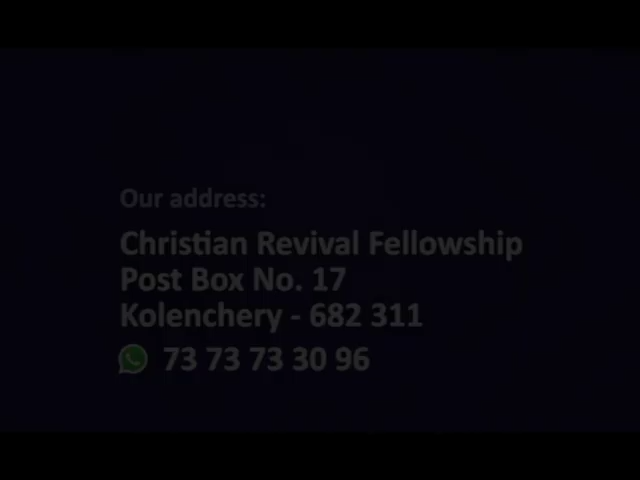 Our address:
Christian Revival Fellowship
Post Box No. 17
Kolenchery - 682 311
73 73 73 30 96